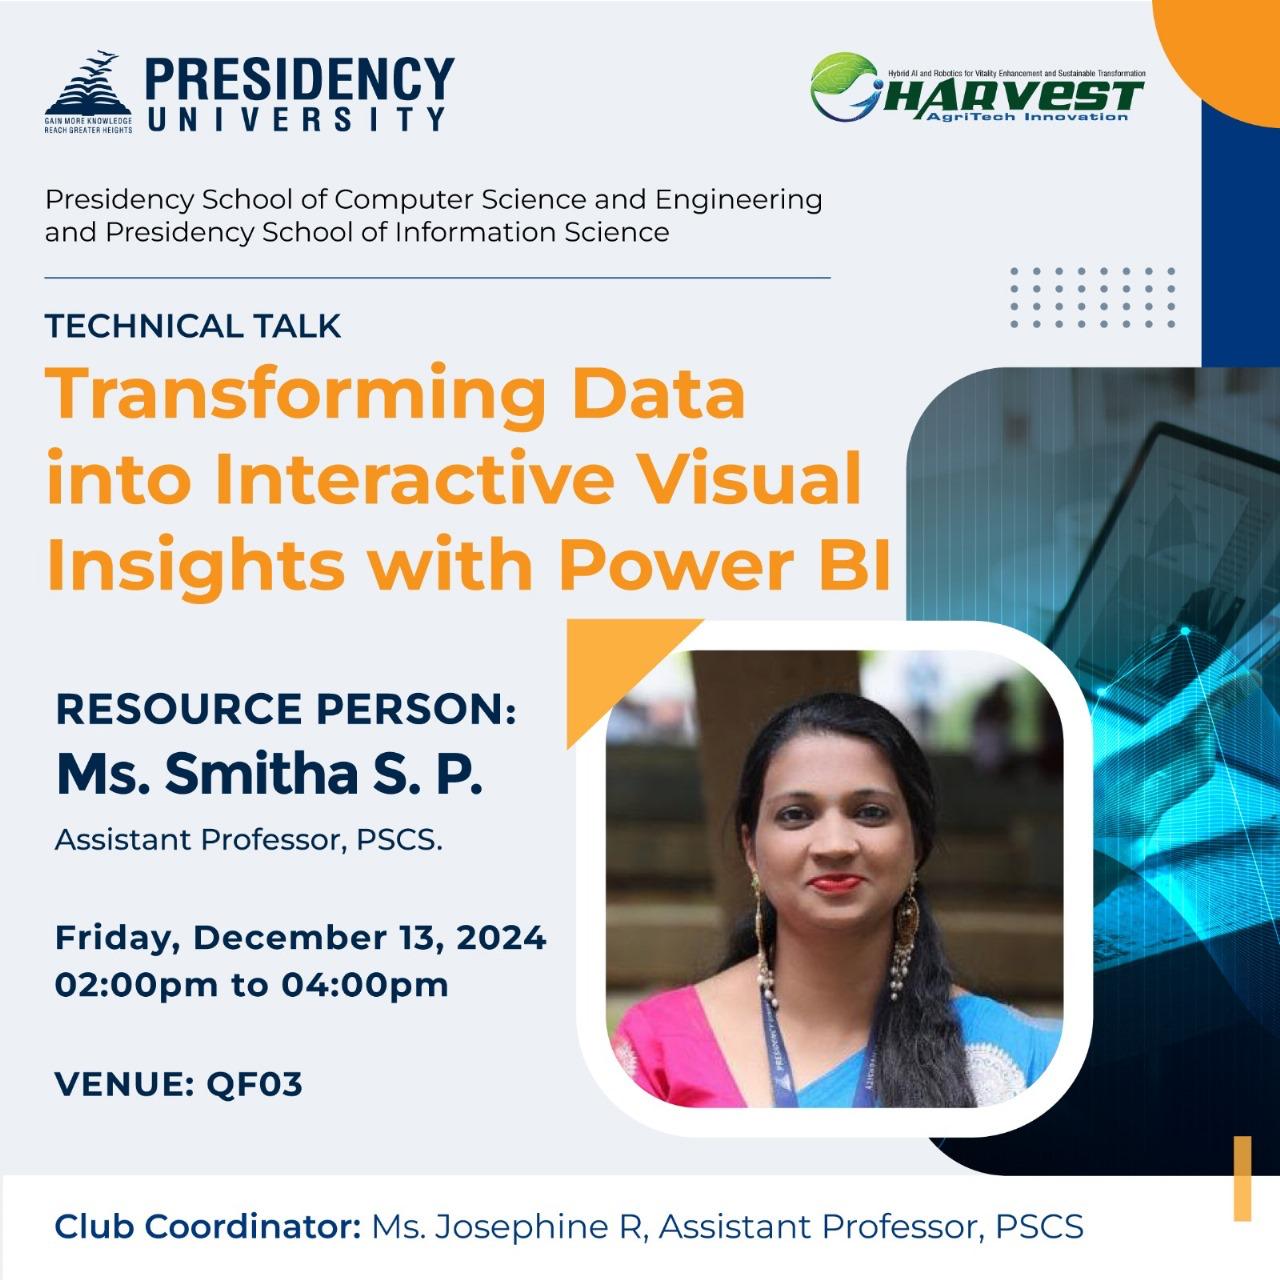 PRESIDENCY
UNIVERSITY
GAIN MORE KNOWLEDGE
REACH GREATER HEIGHTS
Hybrid AI and Robotics for Vitality Enhancement and Sustainable Transformation
HARVEST
AgriTech Innovation
Presidency School of Computer Science and Engineering
and Presidency School of Information Science
TECHNICAL TALK
Transforming Data
into Interactive Visual
Insights with Power BI
RESOURCE PERSON:
Ms. Smitha S. P.
Assistant Professor, PSCS.
Friday, December 13, 2024
02:00pm to 04:00pm
VENUE: QF03
PRESIDENCY
Club Coordinator: Ms. Josephine R, Assistant Professor, PSCS